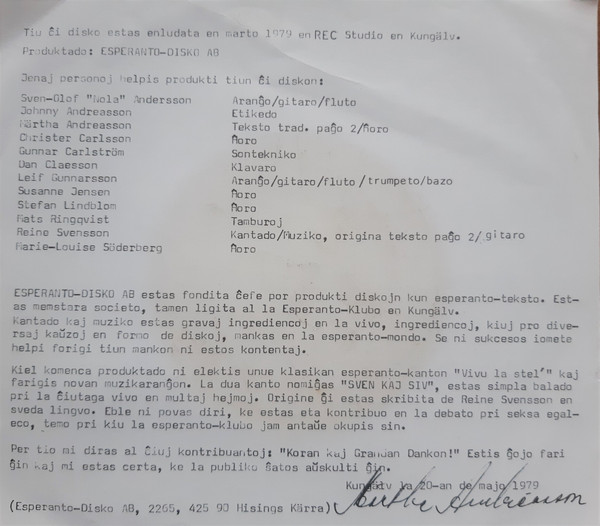 Tiu ĉi disko estas enludata en marto 1979 en REC Studio en Kungälv.
Produktado: ESPERANTO-DISKO AB
Jenaj personoj helpis produkti tiun ĉi diskon:
Sven-Olof "Nola" Andersson Aranĝo/gitaro/fluto
Johnny Andreasson Etikedo
Märtha Andreasson Teksto trad. paĝo 2/Ĥoro
Christer Carlsson Ĥoro
Gunnar Carlström Sontekniko
Dan Claesson Klavaro
Leif Gunnarsson Aranĝo/gitaro/fluto/trumpeto/bazo
Susanne Jensen Ĥoro
Stefan Lindblom Ĥoro
Mats Ringqvist Tamburoj
Reine Svensson Kantado/Muziko, origina teksto paĝo 2/gitaro
Marie-Louise Söderberg Ĥoro
ESPERANTO-DISKO AB estas fondita ĉefe por produkti diskojn kun esperanto-teksto. Est-
as memstara societo, tamen ligita al la Esperanto-Klubo en Kungälv.
Kantado kaj muziko estas gravaj ingrediencoj en la vivo, ingrediencoj, kiuj pro dive-
rsaj kaŭzoj en formo de diskoj, mankas en la esperanto-mondo. Se ni sukcesos iomete
helpi forigi tiun mankon ni estos kontentaj.
Kiel komenca produktado ni elektis unue klasikan esperanto-kanton "Vivu la stel´" kaj
farigis novan muzikaranĝon. La dua kanto nomiĝas "SVEN KAJ SIV", estas simpla balado
pri la ĉiutaga vivo en multaj hejmoj. Origine ĝi estas skribita de Reine Svensson en
sveda lingvo. Eble ni povas diri, ke estas eta kontribuo en la debato pri seksa egal-
eco, temo pri kiu la esperanto-klubo jam antaŭe okupis sin.
Per tio mi diras al ĉiuj kontribuantoj: "Koran kaj Grandan Dankon!" Estis ĝojo fari
ĝin kaj mi estas certa, ke la publiko ŝatos aŭskulti ĝin.
Kungälv la 20-an de majo 1979
Märtha Andreasson
(Esperanto-Disko AB, 2265, 425 90 Hisings Kärra)